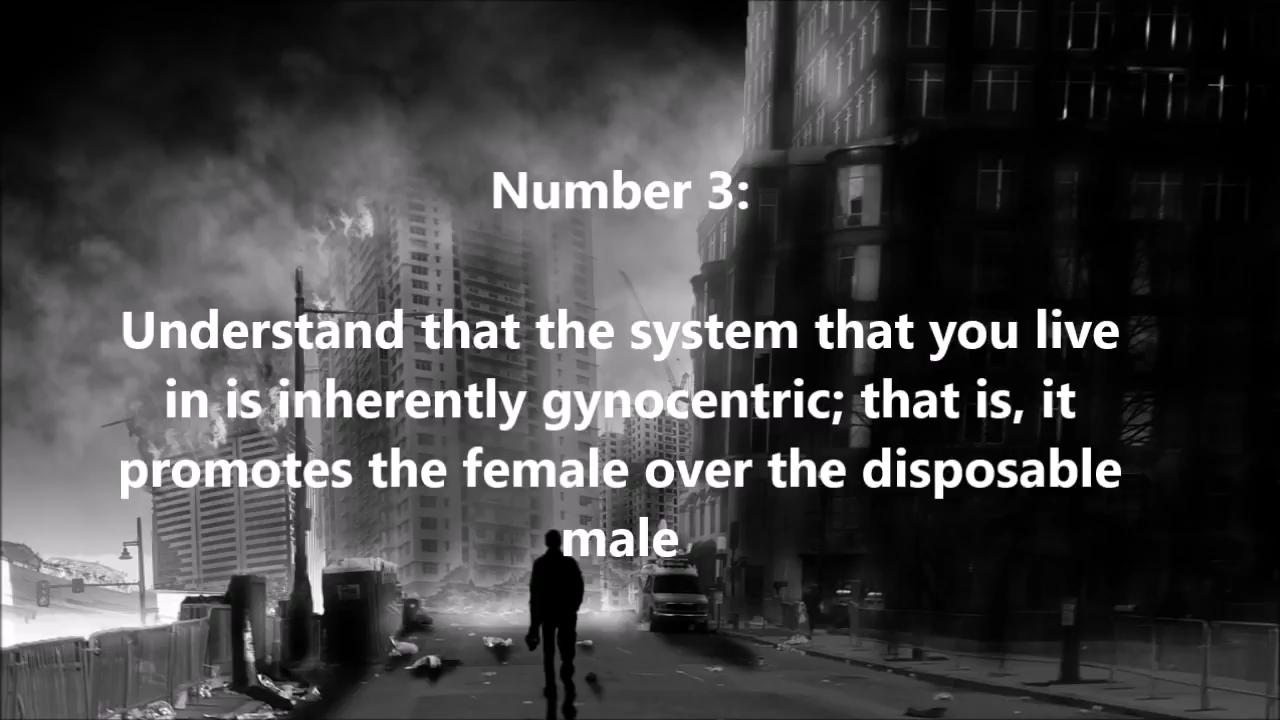 Number 3:
Understand that the system that you live
in is inherently gynocentric; that is, it
promotes the female over the disposable
male